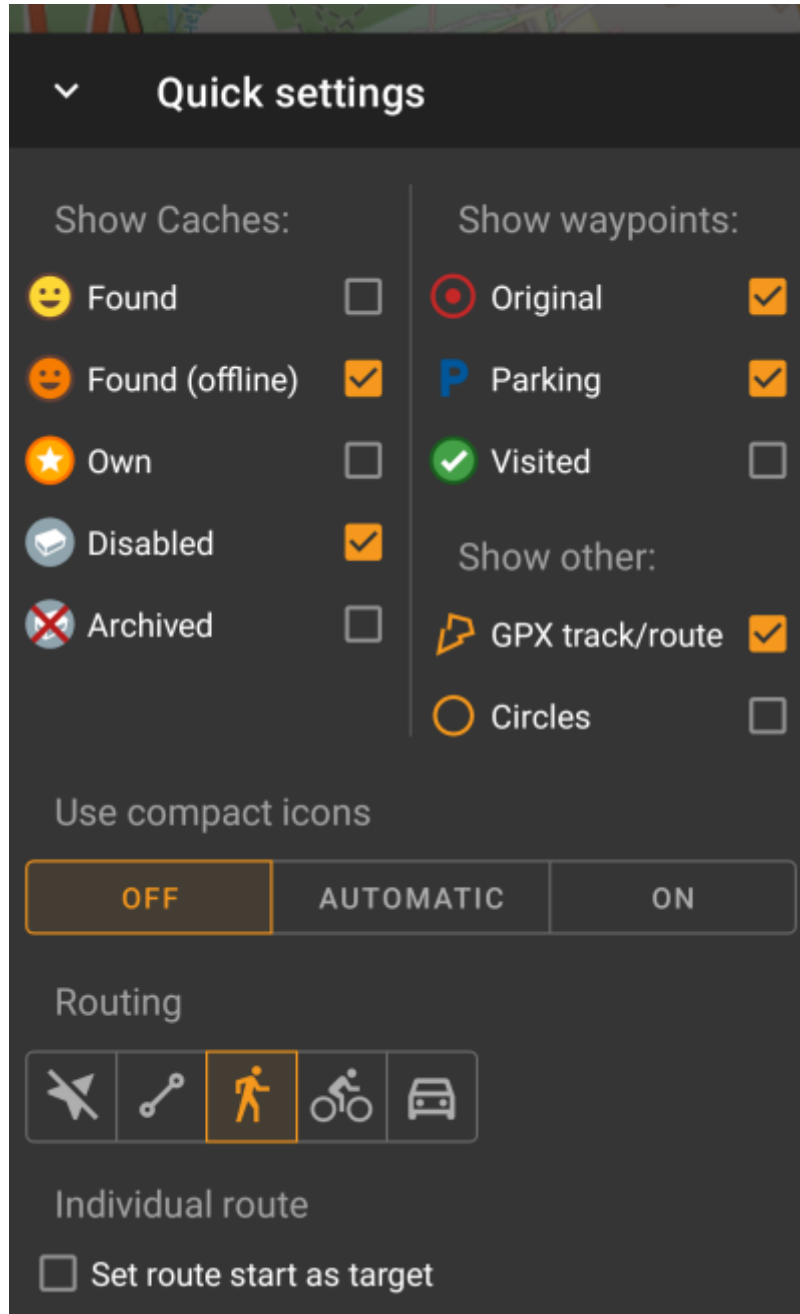 Quick settings
Show Caches:
Found
Found (offline)
Own
Disabled
Archived
Show waypoints:
Original
P Parking
Visited
Show other:
GPX track/route
Circles
Use compact icons
OFF AUTOMATIC ON
Routing
Individual route
Set route start as target